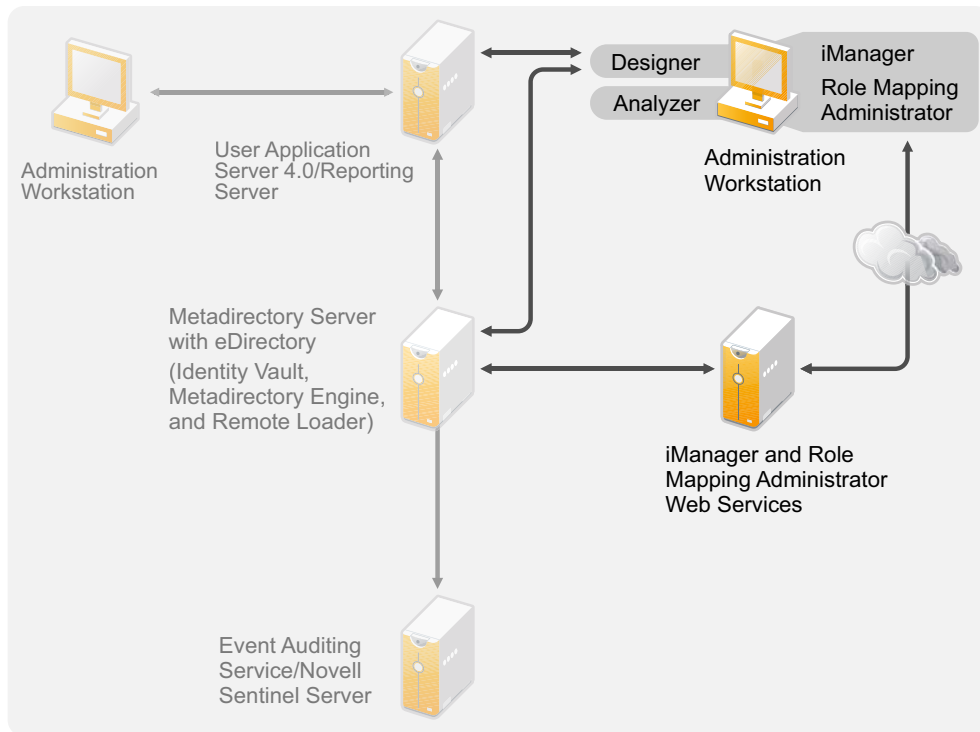 Designer
Analyzer
iManager
Role Mapping
Administrator
Administration
Workstation
User Application
Server 4.0/Reporting
Server
Administration
Workstation
Metadirectory Server
with eDirectory
(Identity Vault,
Metadirectory Engine,
and Remote Loader)
iManager and Role
Mapping Administrator
Web Services
Event Auditing
Service/Novell
Sentinel Server